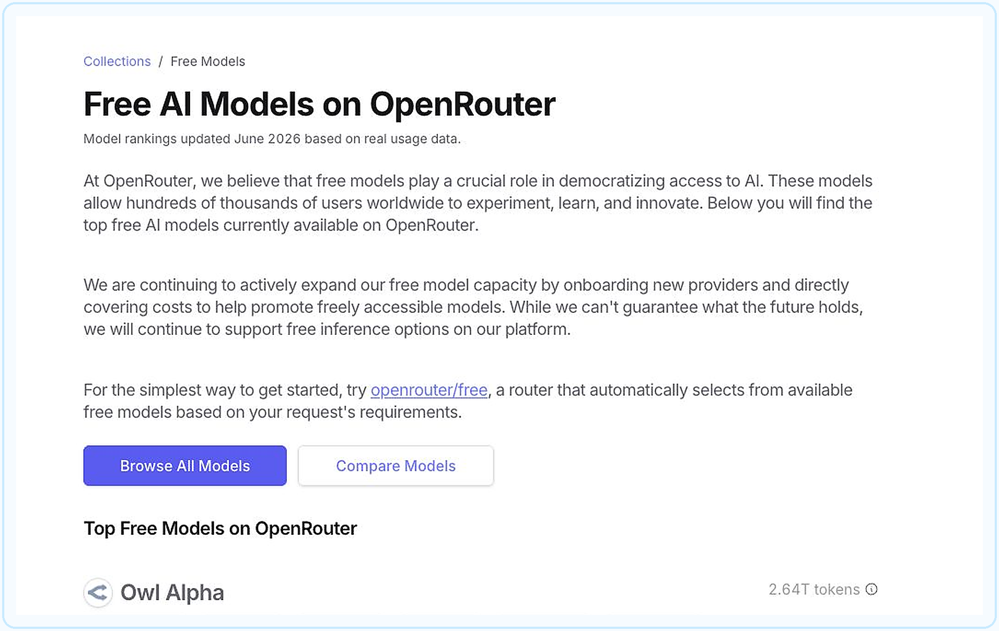 Collections / Free Models
Free AI Models on OpenRouter
Model rankings updated June 2026 based on real usage data.
At OpenRouter, we believe that free models play a crucial role in democratizing access to AI. These models
allow hundreds of thousands of users worldwide to experiment, learn, and innovate. Below you will find the
top free AI models currently available on OpenRouter.
We are continuing to actively expand our free model capacity by onboarding new providers and directly
covering costs to help promote freely accessible models. While we can't guarantee what the future holds,
we will continue to support free inference options on our platform.
For the simplest way to get started, try openrouter/free, a router that automatically selects from available
free models based on your request's requirements.
Browse All Models
Compare Models
Top Free Models on OpenRouter
Owl Alpha
2.64T tokens